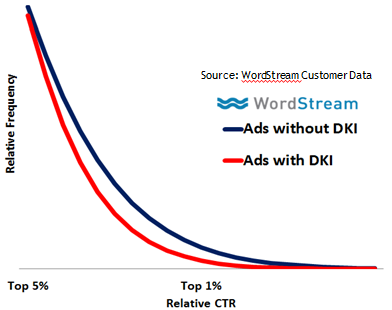 Source: WordStream Customer Data
WordStream
Ads without DKI
Ads with DKI
Relative Frequency
Top 5%
Top 1%
Relative CTR